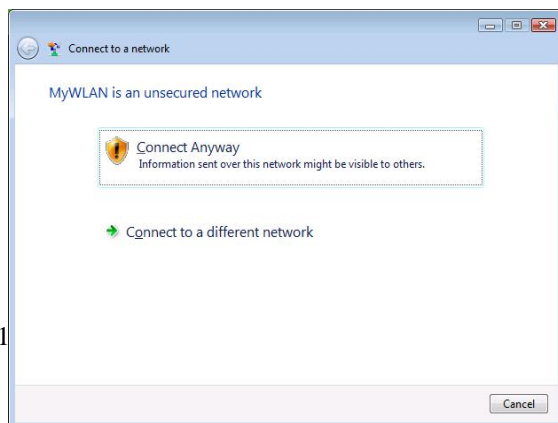 Connect to a network
MyWLAN is an unsecured network
Connect Anyway
Information sent over this network might be visible to others.
Connect to a different network
1
Cancel